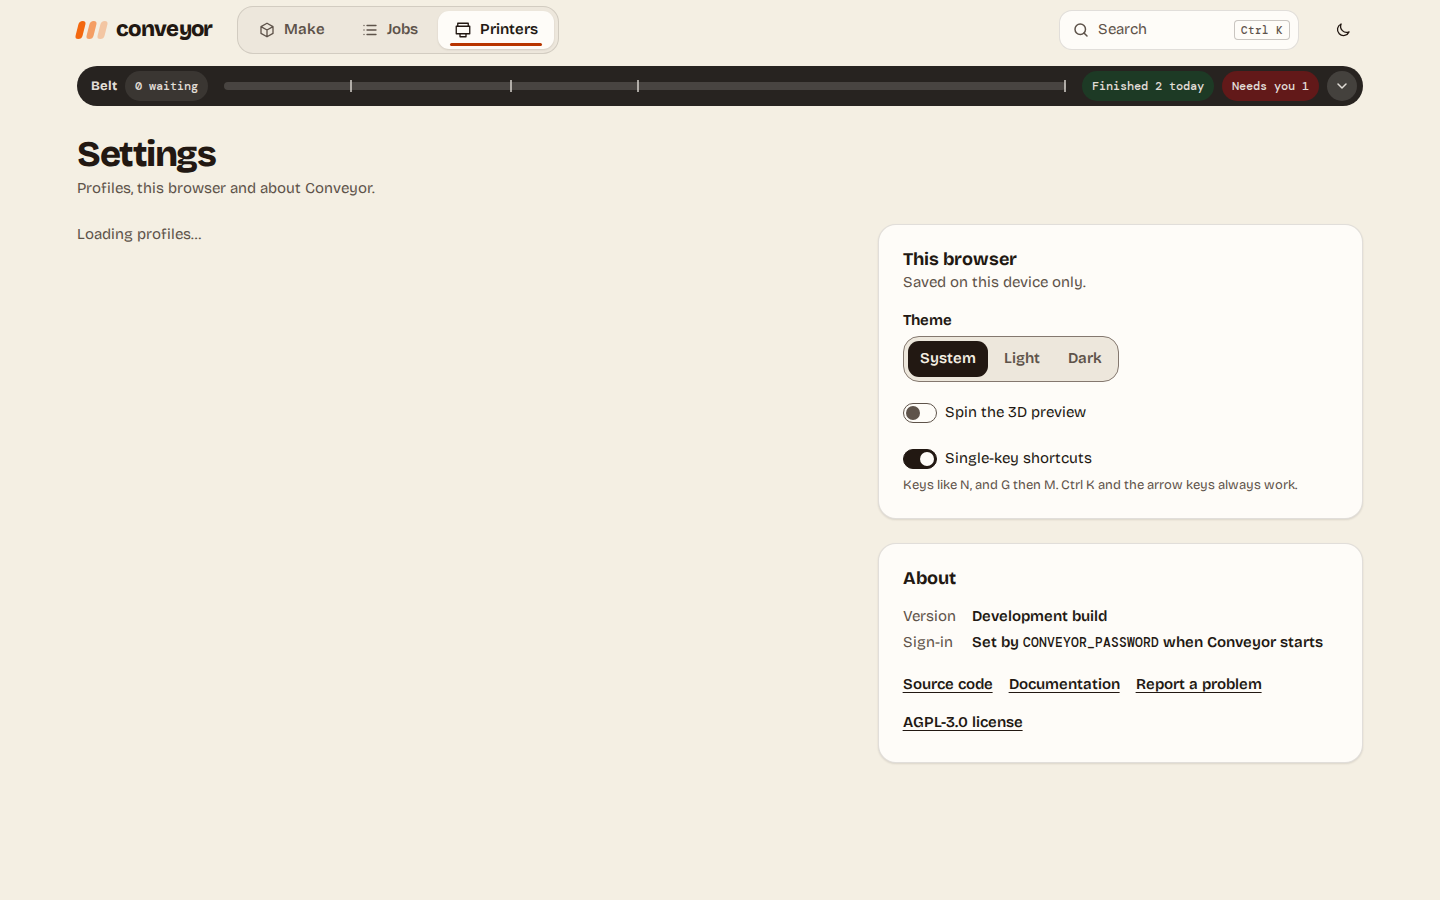 conveyor
Make
Jobs
Printers
Search
Ctrl K
Belt
0 waiting
Finished 2 today
Needs you 1
Settings
Profiles, this browser and about Conveyor.
Loading profiles...
This browser
Saved on this device only.
Theme
System
Light
Dark
Spin the 3D preview
Single-key shortcuts
Keys like N, and G then M. Ctrl K and the arrow keys always work.
About
Version Development build
Sign-in Set by CONVEYOR_PASSWORD when Conveyor starts
Source code Documentation Report a problem
AGPL-3.0 license